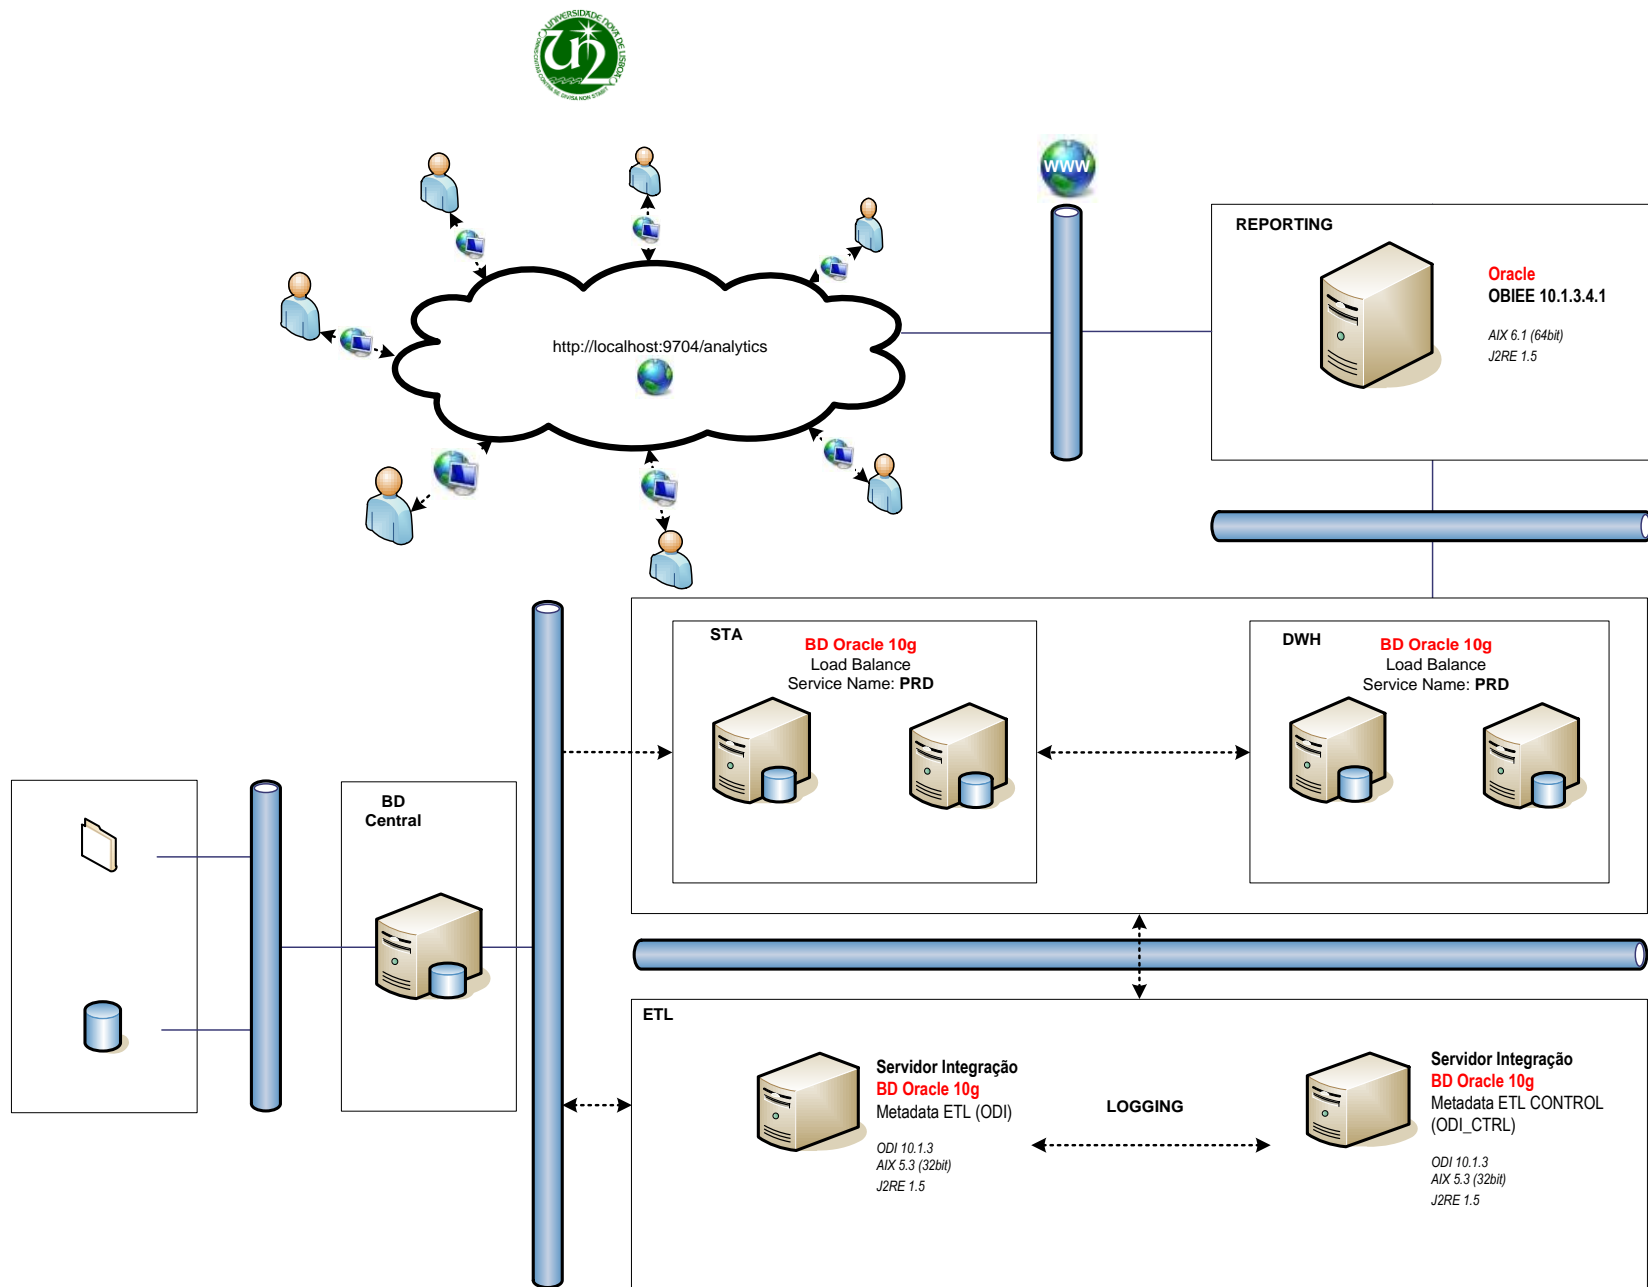 UNIVERSIDADE NOVA DE LISBOA
WWW
REPORTING
Oracle
OBIEE 10.1.3.4.1
AIX 6.1 (64bit)
J2RE 1.5
http://localhost:9704/analytics
STA
BD Oracle 10g
Load Balance
Service Name: PRD
DWH
BD Oracle 10g
Load Balance
Service Name: PRD
BD
Central
ETL
Servidor Integração
BD Oracle 10g
Metadata ETL (ODI)
ODI 10.1.3
AIX 5.3 (32bit)
J2RE 1.5
LOGGING
Servidor Integração
BD Oracle 10g
Metadata ETL CONTROL
(ODI_CTRL)
ODI 10.1.3
AIX 5.3 (32bit)
J2RE 1.5